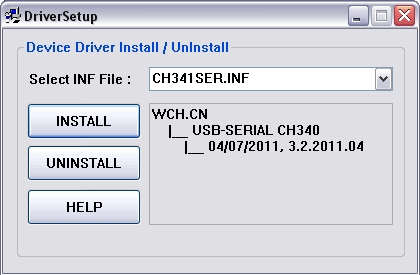 DriverSetup
Device Driver Install / UnInstall
Select INF File : CH341SER.INF
INSTALL
UNINSTALL
HELP
WCH.CN
|__ USB-SERIAL CH340
|__ 04/07/2011, 3.2.2011.04